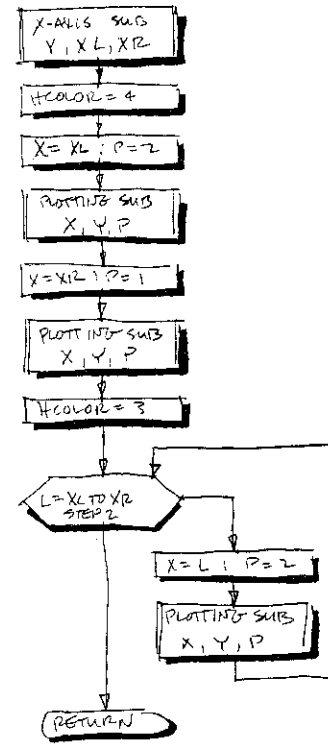 X-AXIS SUB
Y, XL, XR
HCOLOR = 4
X = XL : P = 2
PLOTTING SUB
X, Y, P
X = XR : P = 1
PLOTTING SUB
X, Y, P
HCOLOR = 3
L = XL TO XR
STEP 2
X = L : P = 2
PLOTTING SUB
X, Y, P
RETURN